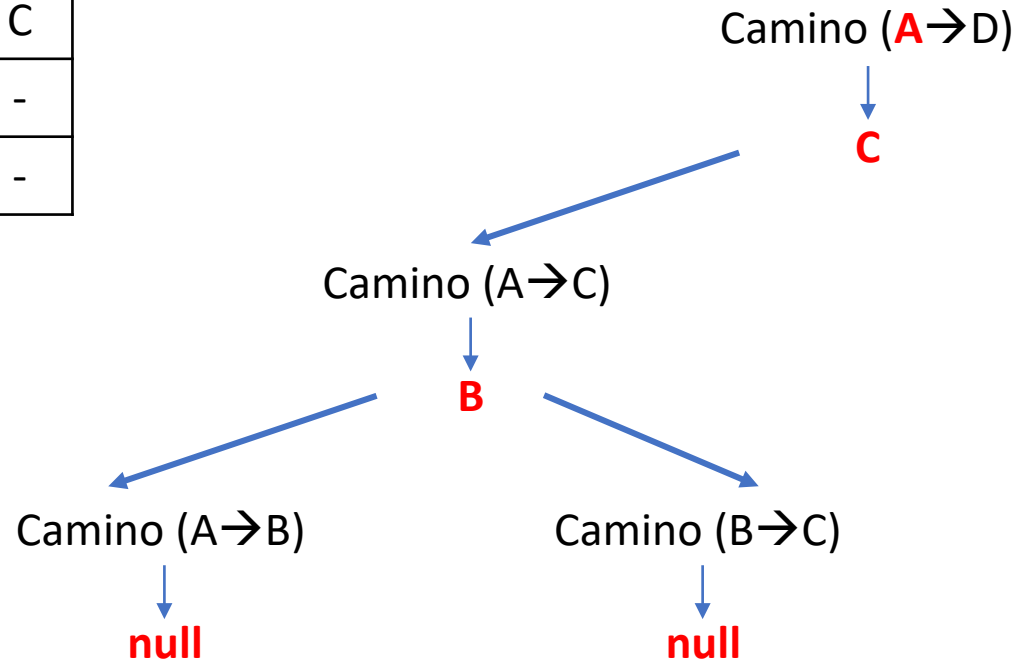 C
-
-
Camino (A→D)
C
Camino (A→C)
B
Camino (A→B)
Camino (B→C)
null
null